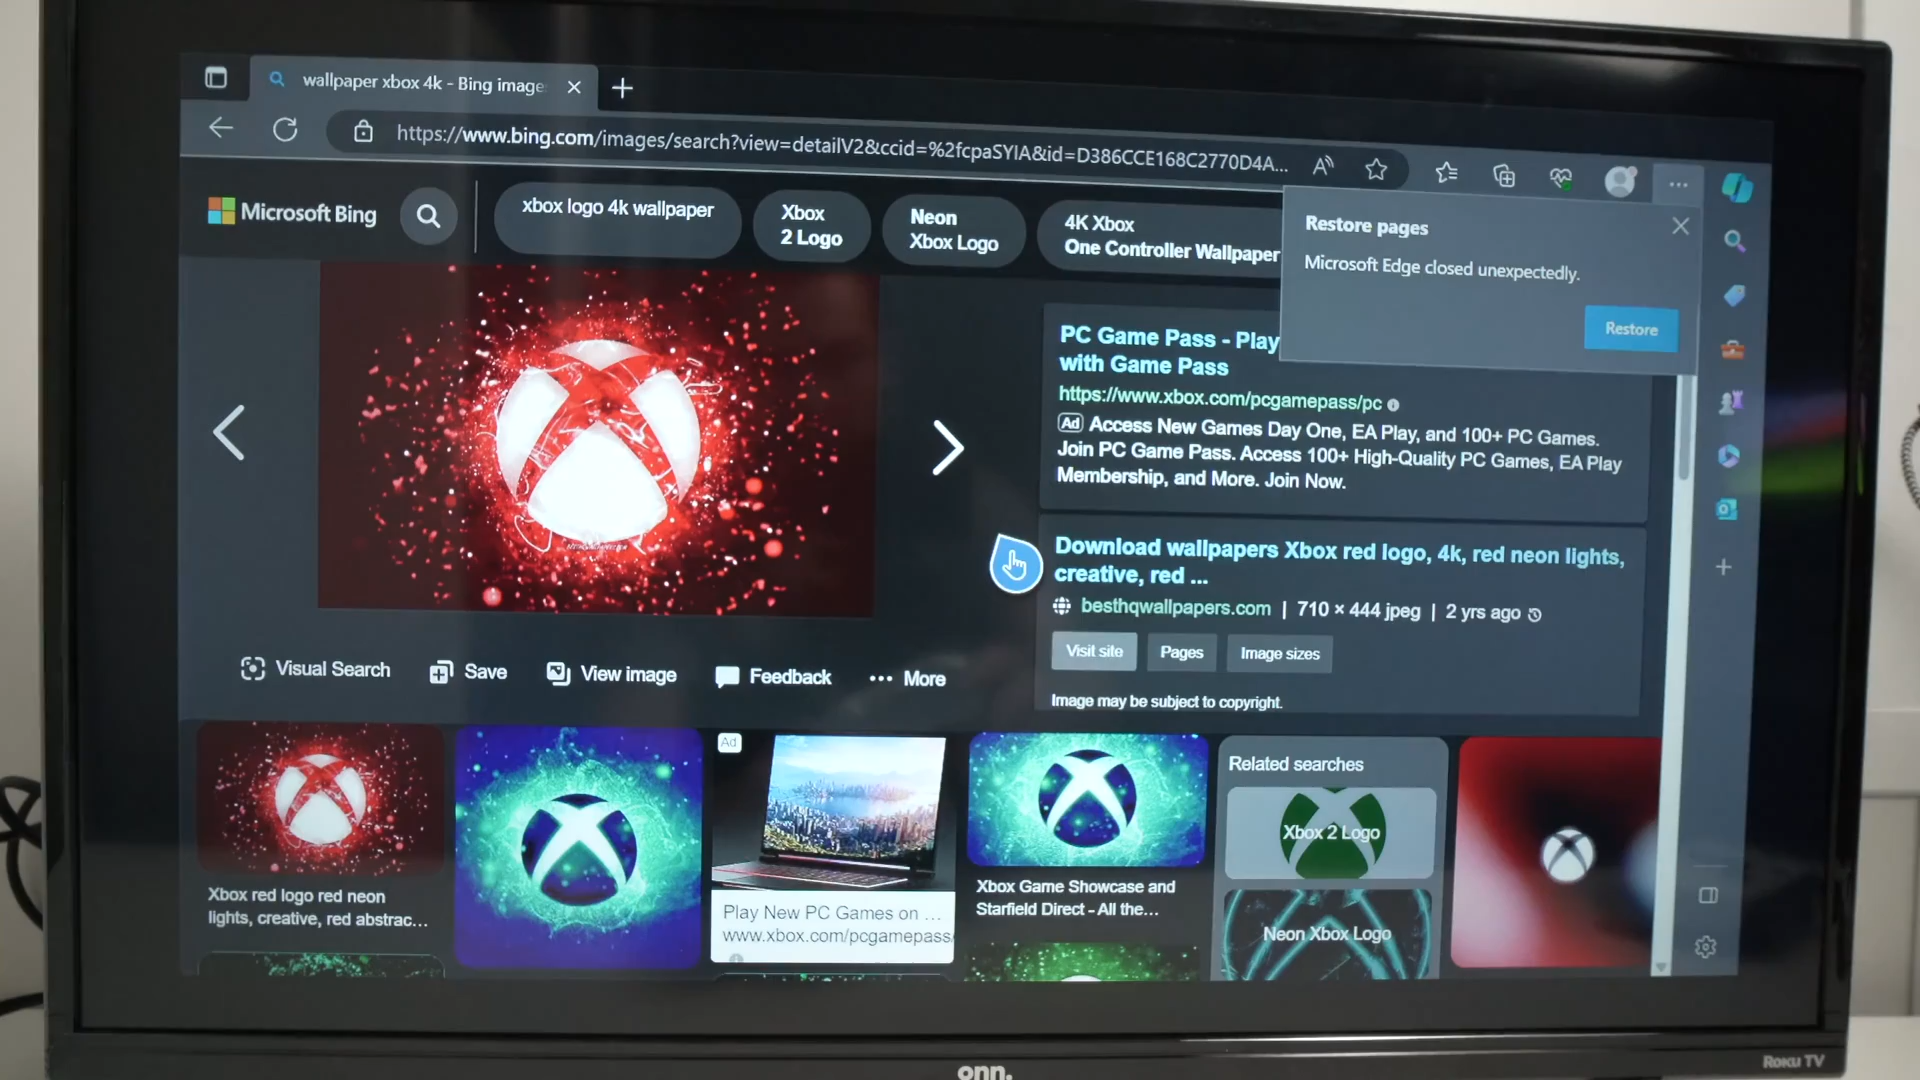 wallpaper xbox 4k - Bing image
https://www.bing.com/images/search?view=detailV2&ccid=%2fcpaSYIA&id=D386CCE168C2770D4A...
Microsoft Bing
xbox logo 4k wallpaper
Xbox
2 Logo
Neon
Xbox Logo
4K Xbox
One Controller Wallpaper
Restore pages
Microsoft Edge closed unexpectedly.
Restore
PC Game Pass - Play
with Game Pass
https://www.xbox.com/pcgamepass/pc
Ad Access New Games Day One, EA Play, and 100+ PC Games.
Join PC Game Pass. Access 100+ High-Quality PC Games, EA Play
Membership, and More. Join Now.
Download wallpapers Xbox red logo, 4k, red neon lights,
creative, red ...
besthqwallpapers.com | 710 × 444 jpeg | 2 yrs ago
Visit site
Pages
Image sizes
Image may be subject to copyright.
Visual Search
Save
View image
Feedback
... More
Xbox red logo red neon
lights, creative, red abstrac...
Ad
Play New PC Games on ...
www.xbox.com/pcgamepass/
Xbox Game Showcase and
Starfield Direct - All the...
Related searches
Xbox 2 Logo
Neon Xbox Logo
onn.
Roku TV